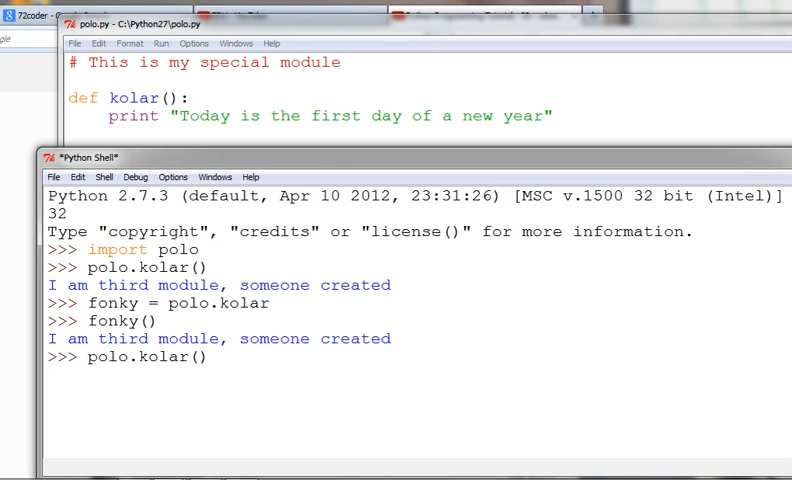 72coder
polo.py - C:\Python27\polo.py
File Edit Format Run Options Windows Help
# This is my special module
def kolar():
print "Today is the first day of a new year"
*Python Shell*
File Edit Shell Debug Options Windows Help
Python 2.7.3 (default, Apr 10 2012, 23:31:26) [MSC v.1500 32 bit (Intel)]
32
Type "copyright", "credits" or "license()" for more information.
>>> import polo
>>> polo.kolar()
I am third module, someone created
>>> fonky = polo.kolar
>>> fonky()
I am third module, someone created
>>> polo.kolar()